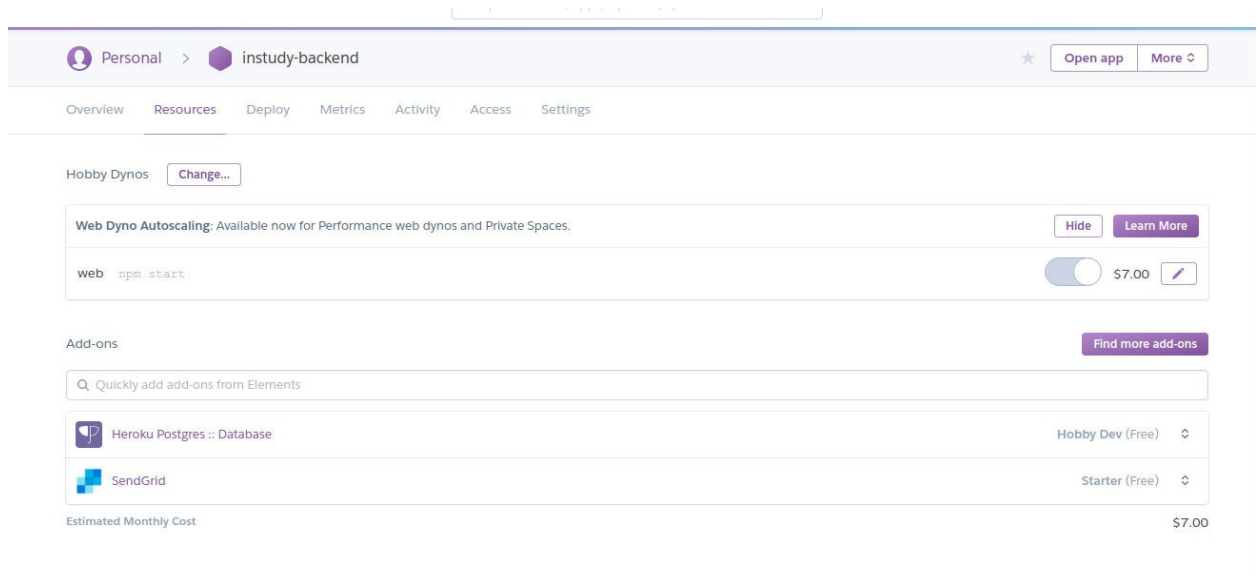 Personal > instudy-backend Open app More
Overview Resources Deploy Metrics Activity Access Settings
Hobby Dynos Change...
Web Dyno Autoscaling: Available now for Performance web dynos and Private Spaces. Hide Learn More
web npm start $7.00
Add-ons Find more add-ons
Quickly add add-ons from Elements
Heroku Postgres :: Database Hobby Dev (Free)
SendGrid Starter (Free)
Estimated Monthly Cost $7.00